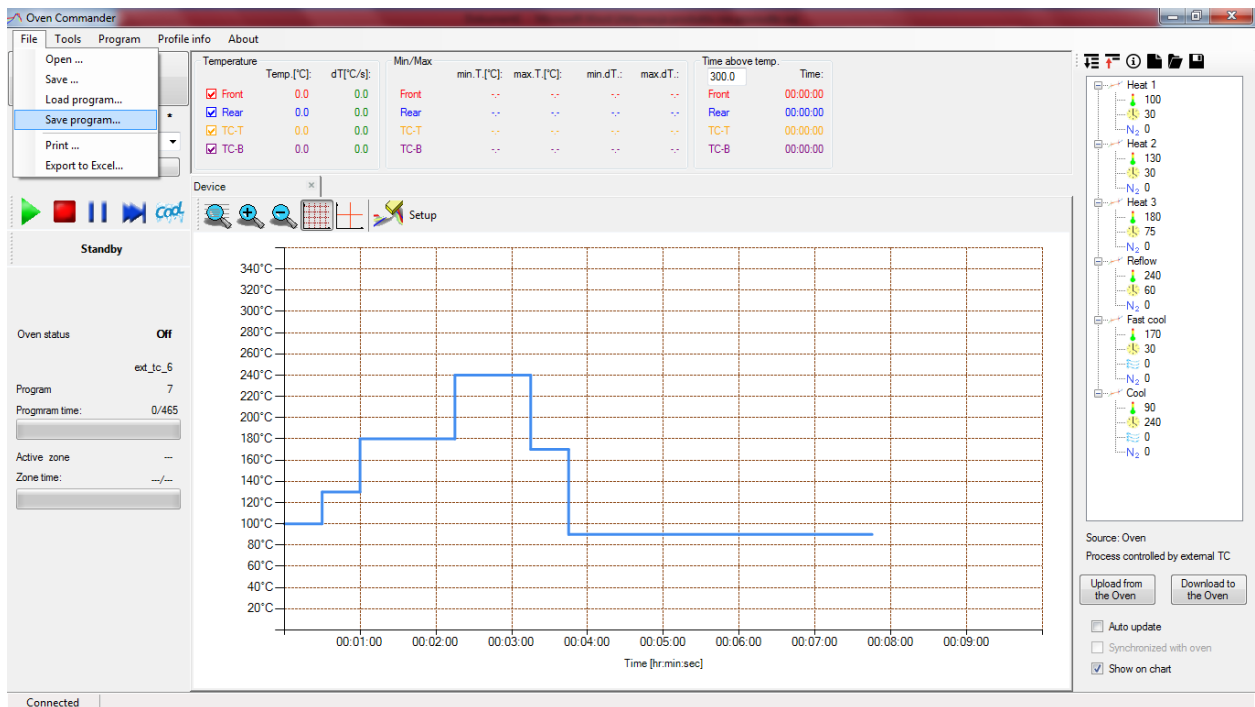 Oven Commander
File Tools Program Profile info About
Open ...
Save ...
Load program...
Save program...
Print ...
Export to Excel...
*
cool
Standby
Oven status Off
ext_tc_6
Program 7
Progmram time: 0/465
Active zone ---
Zone time: ---/---
Temperature
Temp.[°C]: dT[°C/s]:
Front 0.0 0.0
Rear 0.0 0.0
TC-T 0.0 0.0
TC-B 0.0 0.0
Min/Max
min.T.[°C]: max.T.[°C]: min.dT.: max.dT.:
Front -.- -.- -.- -.-
Rear -.- -.- -.- -.-
TC-T -.- -.- -.- -.-
TC-B -.- -.- -.- -.-
Time above temp.
300.0 Time:
Front 00:00:00
Rear 00:00:00
TC-T 00:00:00
TC-B 00:00:00
Device
Setup
340°C
320°C
300°C
280°C
260°C
240°C
220°C
200°C
180°C
160°C
140°C
120°C
100°C
80°C
60°C
40°C
20°C
00:01:00 00:02:00 00:03:00 00:04:00 00:05:00 00:06:00 00:07:00 00:08:00 00:09:00
Time [hr:min:sec]
Heat 1
100
30
N₂ 0
Heat 2
130
30
N₂ 0
Heat 3
180
75
N₂ 0
Reflow
240
60
N₂ 0
Fast cool
170
30
0
N₂ 0
Cool
90
240
0
N₂ 0
Source: Oven
Process controlled by external TC
Upload from
the Oven
Download to
the Oven
Auto update
Synchronized with oven
Show on chart
Connected